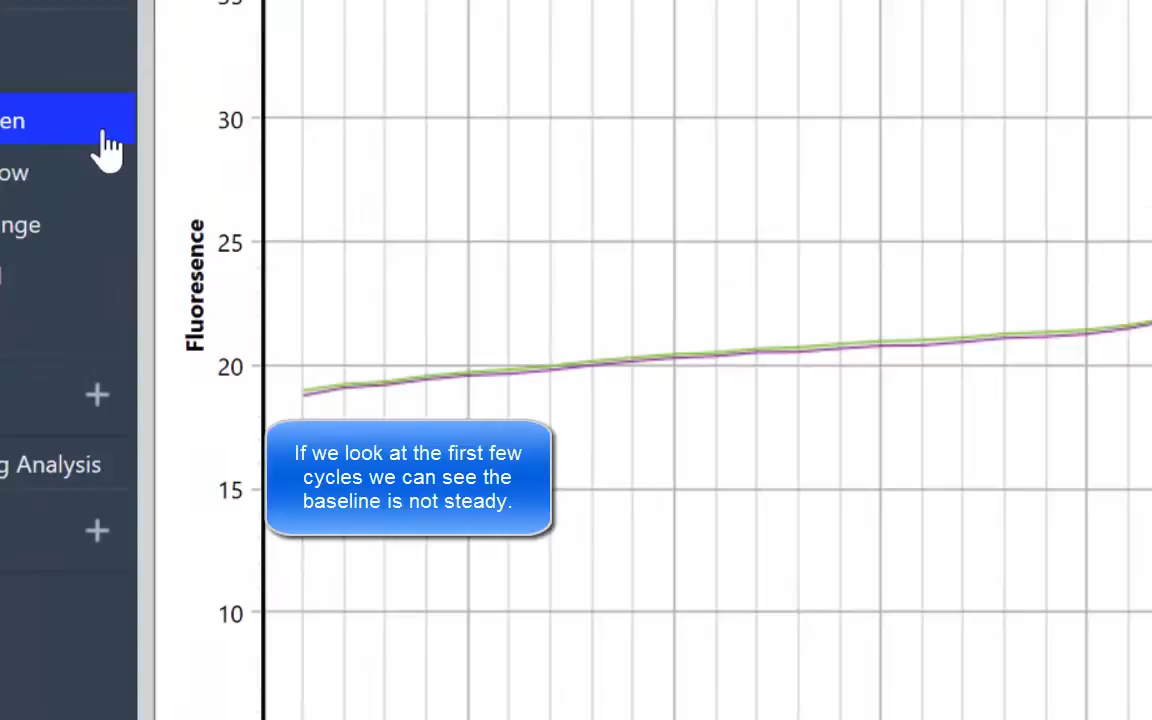 en
ow
nge
g Analysis
Fluoresence
30
25
20
15
10
If we look at the first few
cycles we can see the
baseline is not steady.